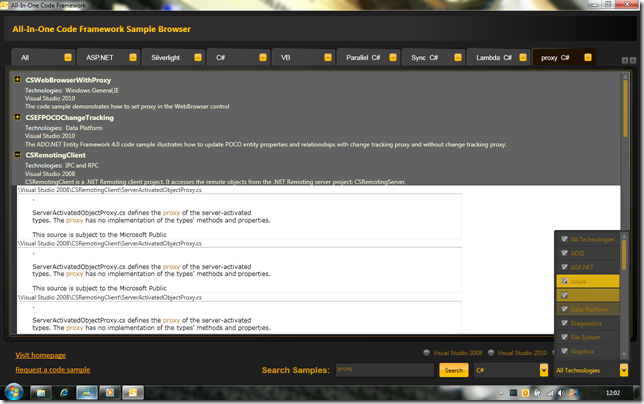 All-In-One Code Framework
All-In-One Code Framework Sample Browser
All ASP.NET Silverlight C# VB Parallel C# Sync C# Lambda C# proxy C#
CSWebBrowserWithProxy
Technologies: Windows General,IE
Visual Studio 2010
The code sample demonstrates how to set proxy in the WebBrowser control
CSEFPOCOChangeTracking
Technologies: Data Platform
Visual Studio 2010
The ADO.NET Entity Framework 4.0 code sample illustrates how to update POCO entity properties and relationships with change tracking proxy and without change tracking proxy.
CSRemotingClient
Technologies: IPC and RPC
Visual Studio 2008
CSRemotingClient is a .NET Remoting client project. It accesses the remote objects from the .NET Remoting server project: CSRemotingServer.
\Visual Studio 2008\CSRemotingClient\ServerActivatedObjectProxy.cs
ServerActivatedObjectProxy.cs defines the proxy of the server-activated
types. The proxy has no implementation of the types' methods and properties.
This source is subject to the Microsoft Public
\Visual Studio 2008\CSRemotingClient\ServerActivatedObjectProxy.cs
ServerActivatedObjectProxy.cs defines the proxy of the server-activated
types. The proxy has no implementation of the types' methods and properties.
This source is subject to the Microsoft Public
\Visual Studio 2008\CSRemotingClient\ServerActivatedObjectProxy.cs
ServerActivatedObjectProxy.cs defines the proxy of the server-activated
types. The proxy has no implementation of the types' methods and properties.
All Technologies
ADSI
ASP.NET
Azure
Data Platform
Diagnostics
File System
Graphics
Visit homepage
Visual Studio 2008 Visual Studio 2010
Request a code sample
Search Samples: proxy Search C# All Technologies
12:02